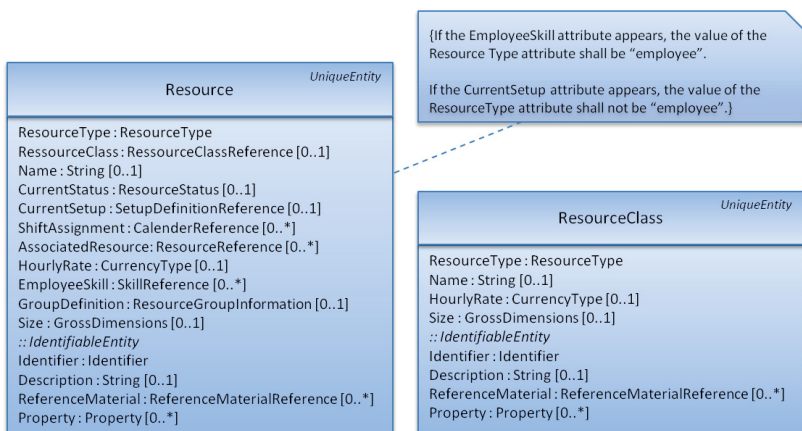 {If the EmployeeSkill attribute appears, the value of the
Resource Type attribute shall be “employee”.
If the CurrentSetup attribute appears, the value of the
ResourceType attribute shall not be “employee”.}
UniqueEntity
Resource
ResourceType : ResourceType
RessourceClass : RessourceClassReference [0..1]
Name : String [0..1]
CurrentStatus : ResourceStatus [0..1]
CurrentSetup : SetupDefinitionReference [0..1]
ShiftAssignment : CalenderReference [0..*]
AssociatedResource: ResourceReference [0..*]
HourlyRate : CurrencyType [0..1]
EmployeeSkill : SkillReference [0..*]
GroupDefinition : ResourceGroupInformation [0..1]
Size : GrossDimensions [0..1]
:: IdentifiableEntity
Identifier : Identifier
Description : String [0..1]
ReferenceMaterial : ReferenceMaterialReference [0..*]
Property : Property [0..*]
UniqueEntity
ResourceClass
ResourceType : ResourceType
Name : String [0..1]
HourlyRate : CurrencyType [0..1]
Size : GrossDimensions [0..1]
:: IdentifiableEntity
Identifier : Identifier
Description : String [0..1]
ReferenceMaterial : ReferenceMaterialReference [0..*]
Property : Property [0..*]